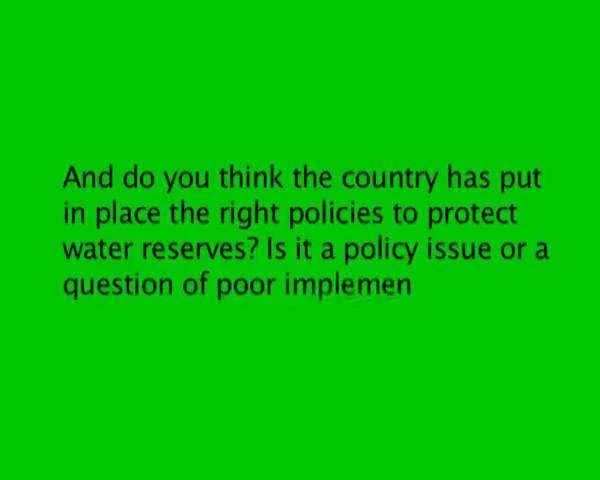 And do you think the country has put
in place the right policies to protect
water reserves? Is it a policy issue or a
question of poor implemen